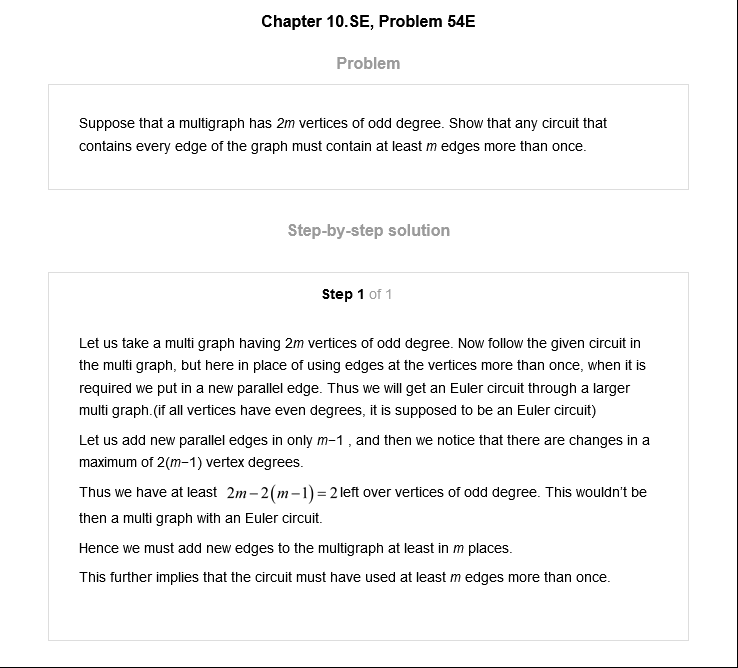 Chapter 10.SE, Problem 54E
Problem
Suppose that a multigraph has 2m vertices of odd degree. Show that any circuit that
contains every edge of the graph must contain at least m edges more than once.
Step-by-step solution
Step 1 of 1
Let us take a multi graph having 2m vertices of odd degree. Now follow the given circuit in
the multi graph, but here in place of using edges at the vertices more than once, when it is
required we put in a new parallel edge. Thus we will get an Euler circuit through a larger
multi graph.(if all vertices have even degrees, it is supposed to be an Euler circuit)
Let us add new parallel edges in only m−1 , and then we notice that there are changes in a
maximum of 2(m−1) vertex degrees.
Thus we have at least 2m−2(m−1)=2 left over vertices of odd degree. This wouldn't be
then a multi graph with an Euler circuit.
Hence we must add new edges to the multigraph at least in m places.
This further implies that the circuit must have used at least m edges more than once.